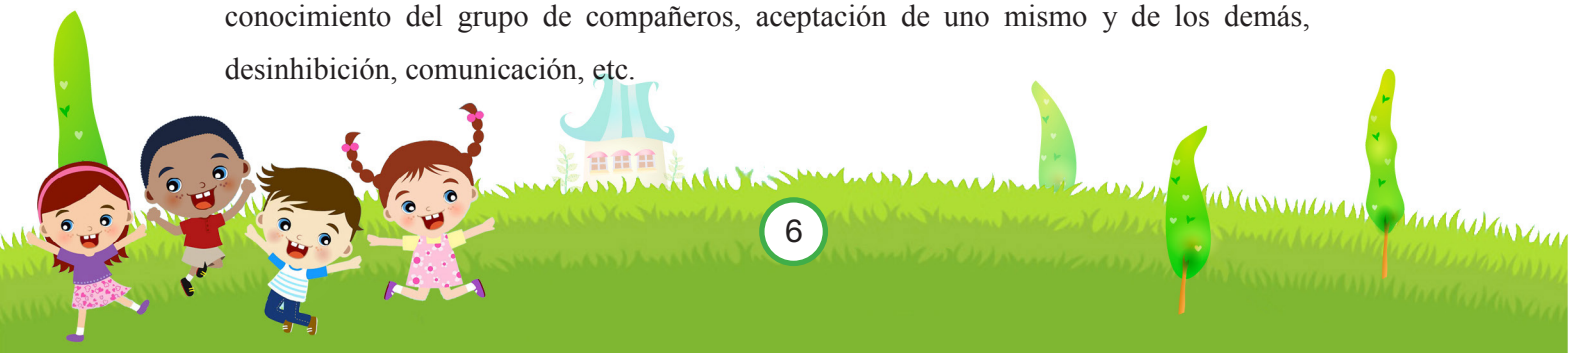 conocimiento del grupo de compañeros, aceptación de uno mismo y de los demás,
desinhibición, comunicación, etc.
6